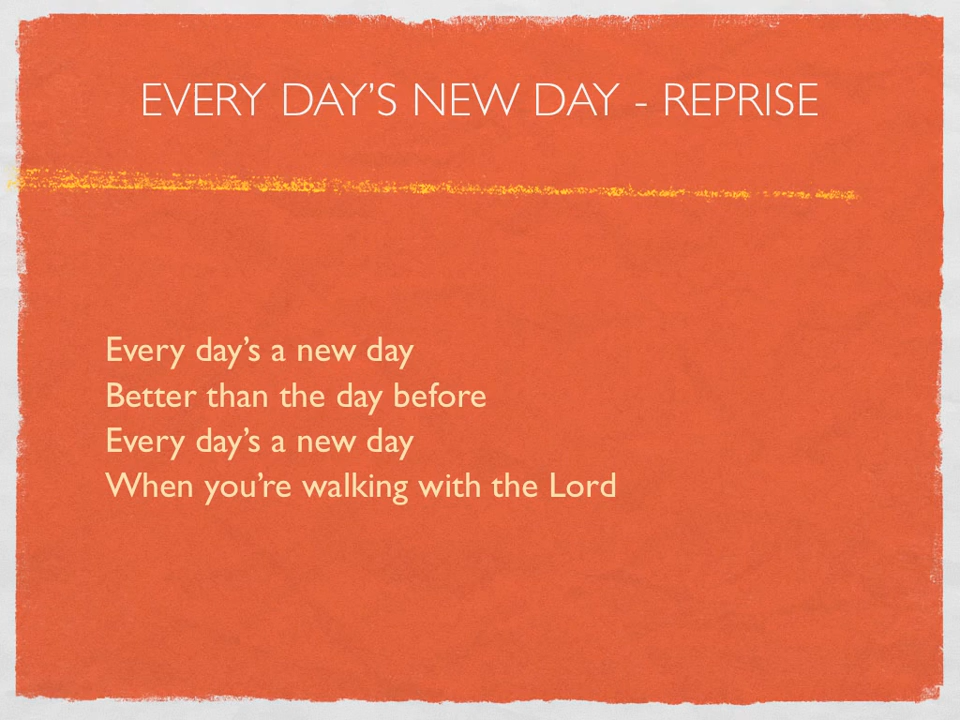 EVERY DAY’S NEW DAY - REPRISE
Every day’s a new day
Better than the day before
Every day’s a new day
When you’re walking with the Lord